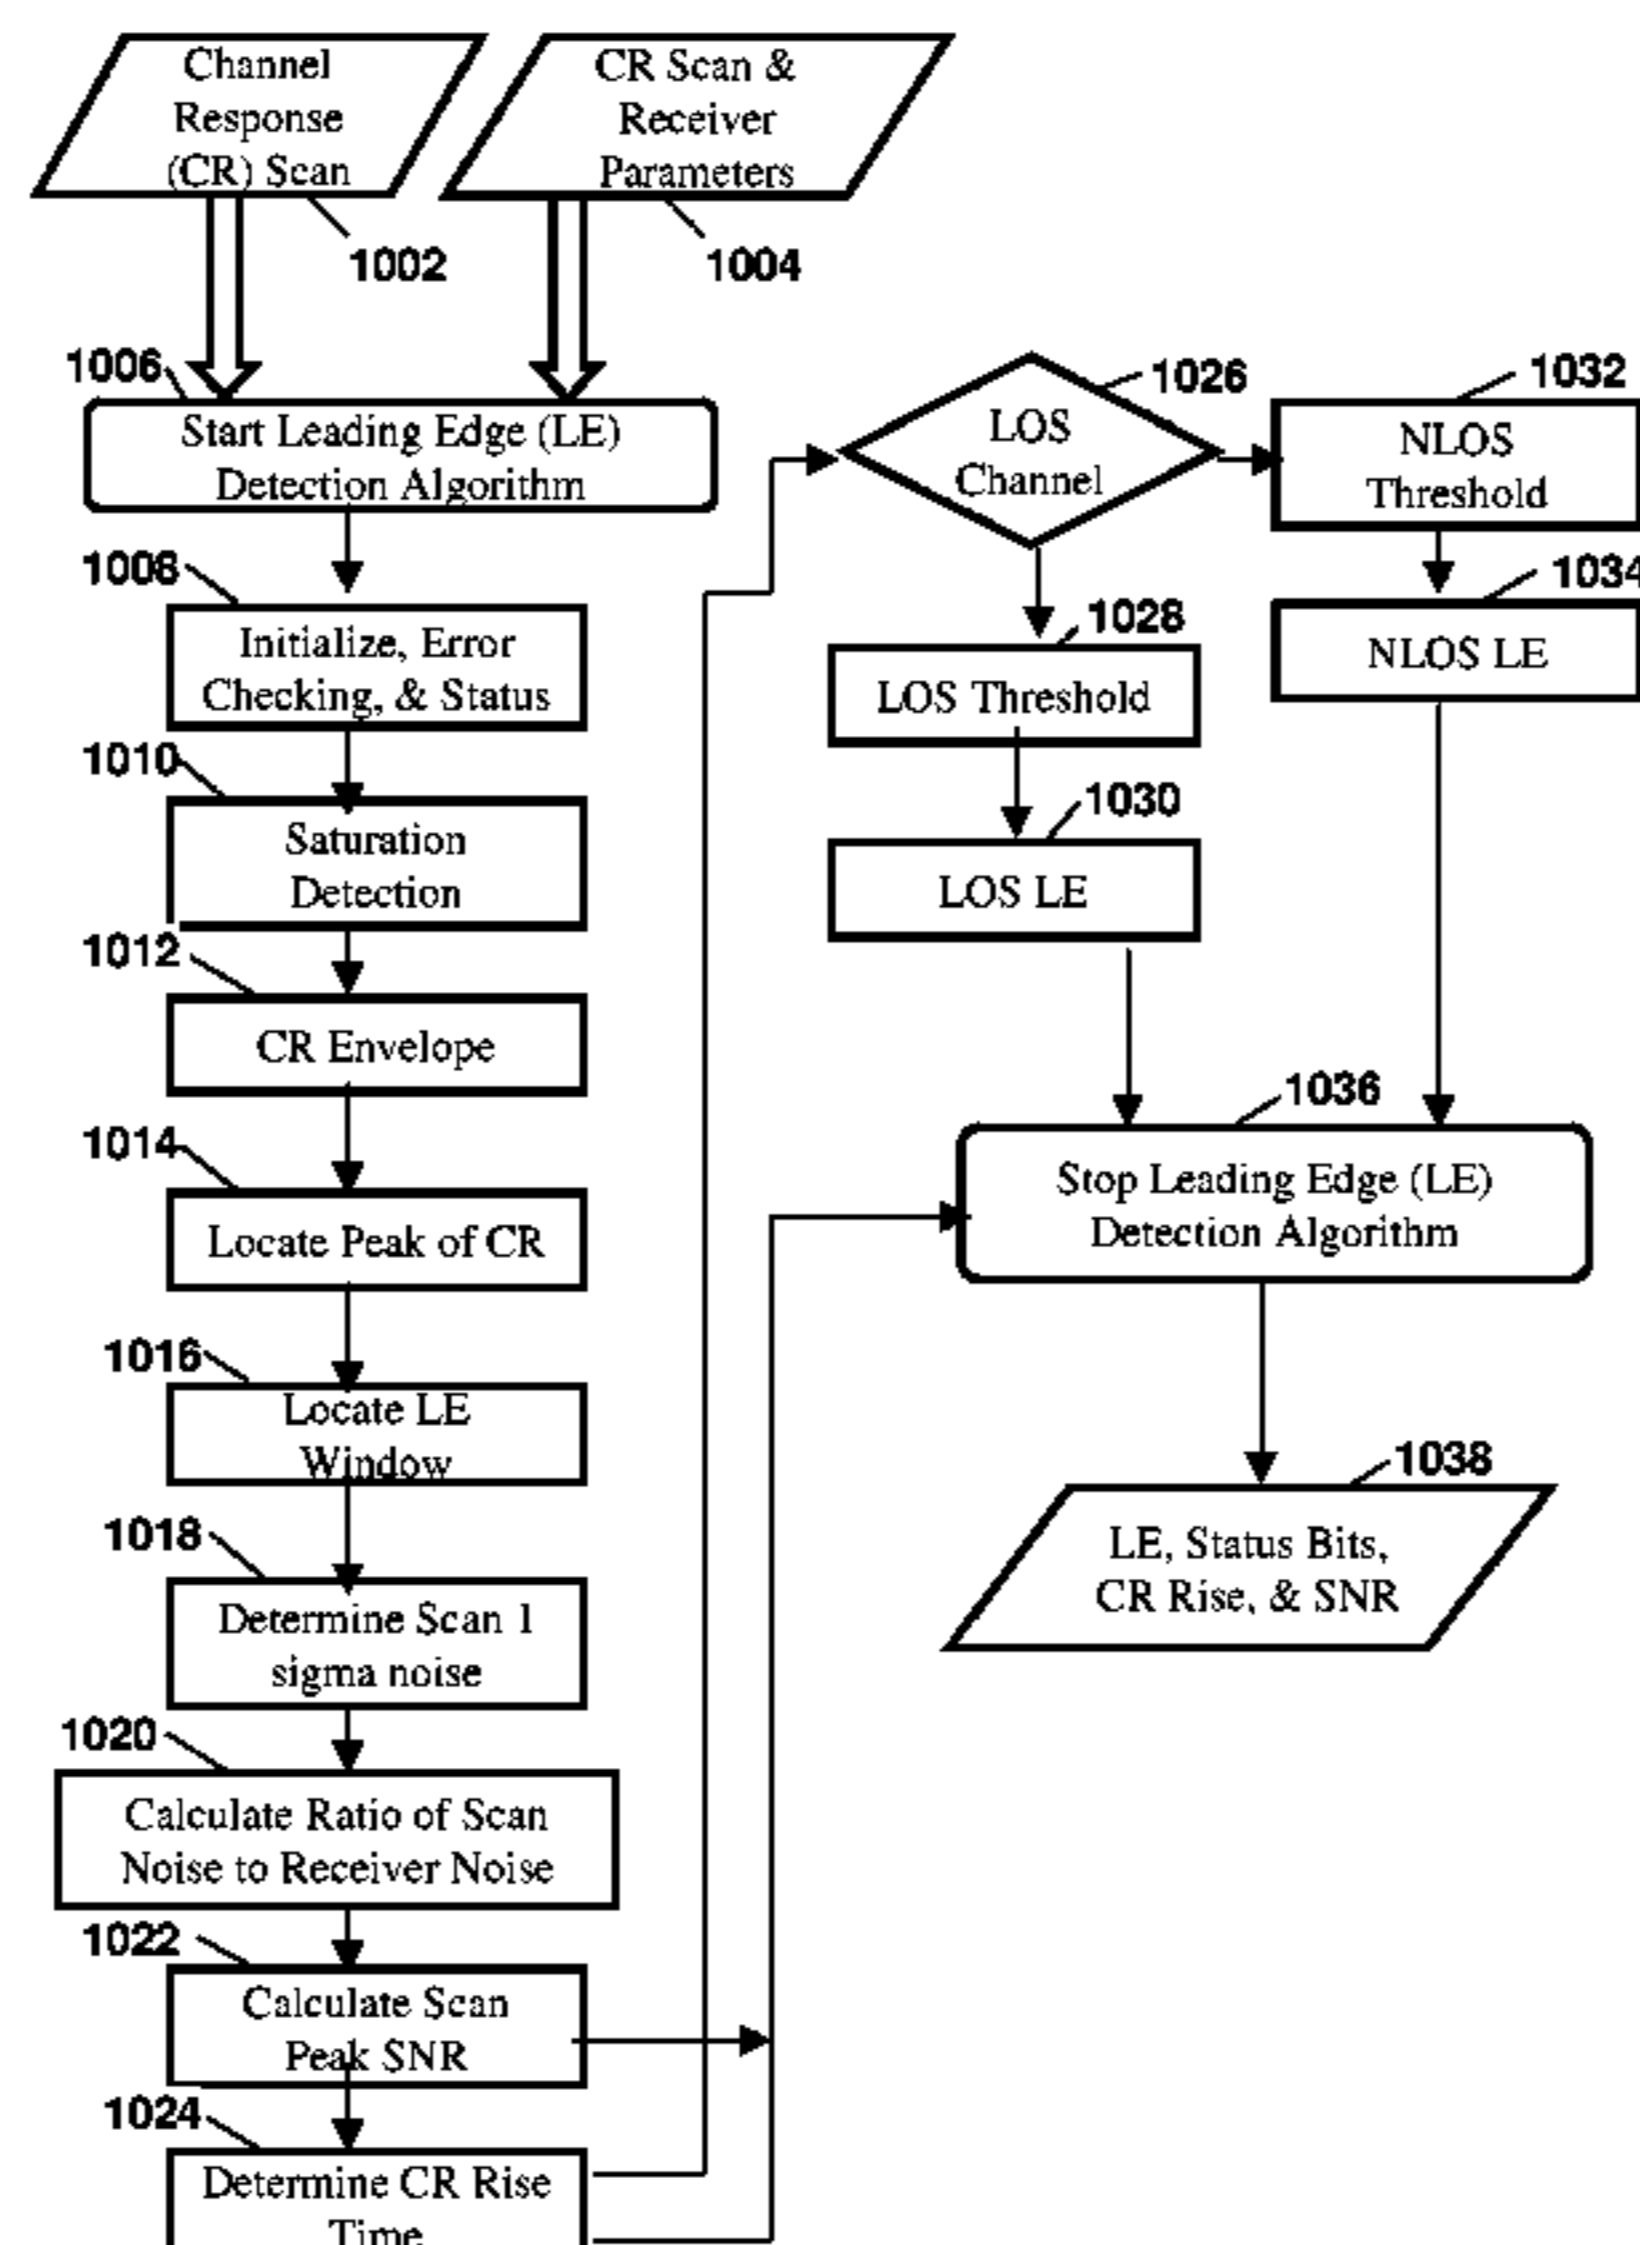 Channel
Response
(CR) Scan
1002
CR Scan &
Receiver
Parameters
1004
1006
Start Leading Edge (LE)
Detection Algorithm
1008
Initialize, Error
Checking, & Status
1010
Saturation
Detection
1012
CR Envelope
1014
Locate Peak of CR
1016
Locate LE
Window
1018
Determine Scan 1
sigma noise
1020
Calculate Ratio of Scan
Noise to Receiver Noise
1022
Calculate Scan
Peak SNR
1024
Determine CR Rise
Time
1026
LOS
Channel
1028
LOS Threshold
1030
LOS LE
1032
NLOS
Threshold
1034
NLOS LE
1036
Stop Leading Edge (LE)
Detection Algorithm
1038
LE, Status Bits,
CR Rise, & SNR